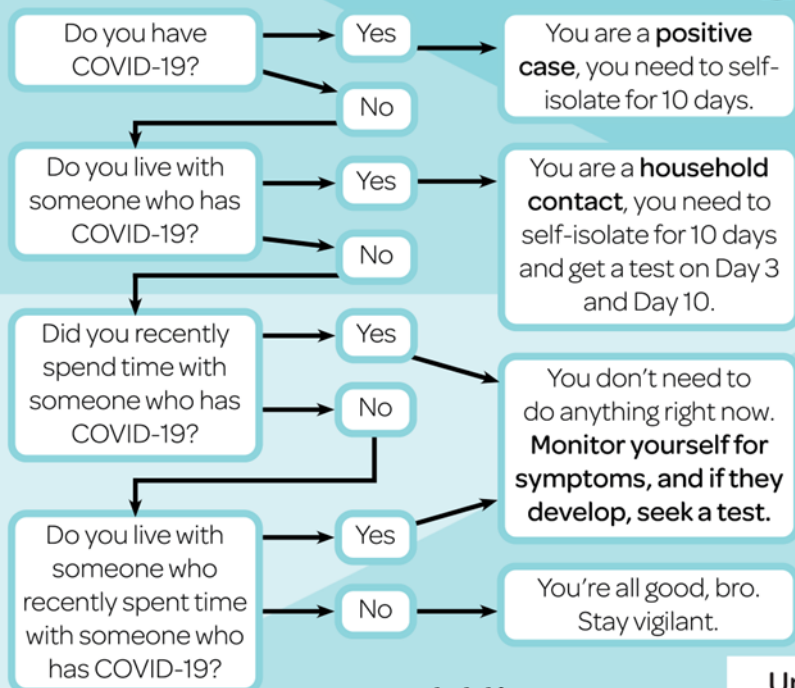 Do you have
COVID-19?
Yes
You are a positive
case, you need to self-
isolate for 10 days.
No
Do you live with
someone who has
COVID-19?
Yes
You are a household
contact, you need to
self-isolate for 10 days
and get a test on Day 3
and Day 10.
No
Did you recently
spend time with
someone who has
COVID-19?
Yes
You don't need to
do anything right now.
Monitor yourself for
symptoms, and if they
develop, seek a test.
No
Do you live with
someone who
recently spent time
with someone who
has COVID-19?
Yes
No
You're all good, bro.
Stay vigilant.